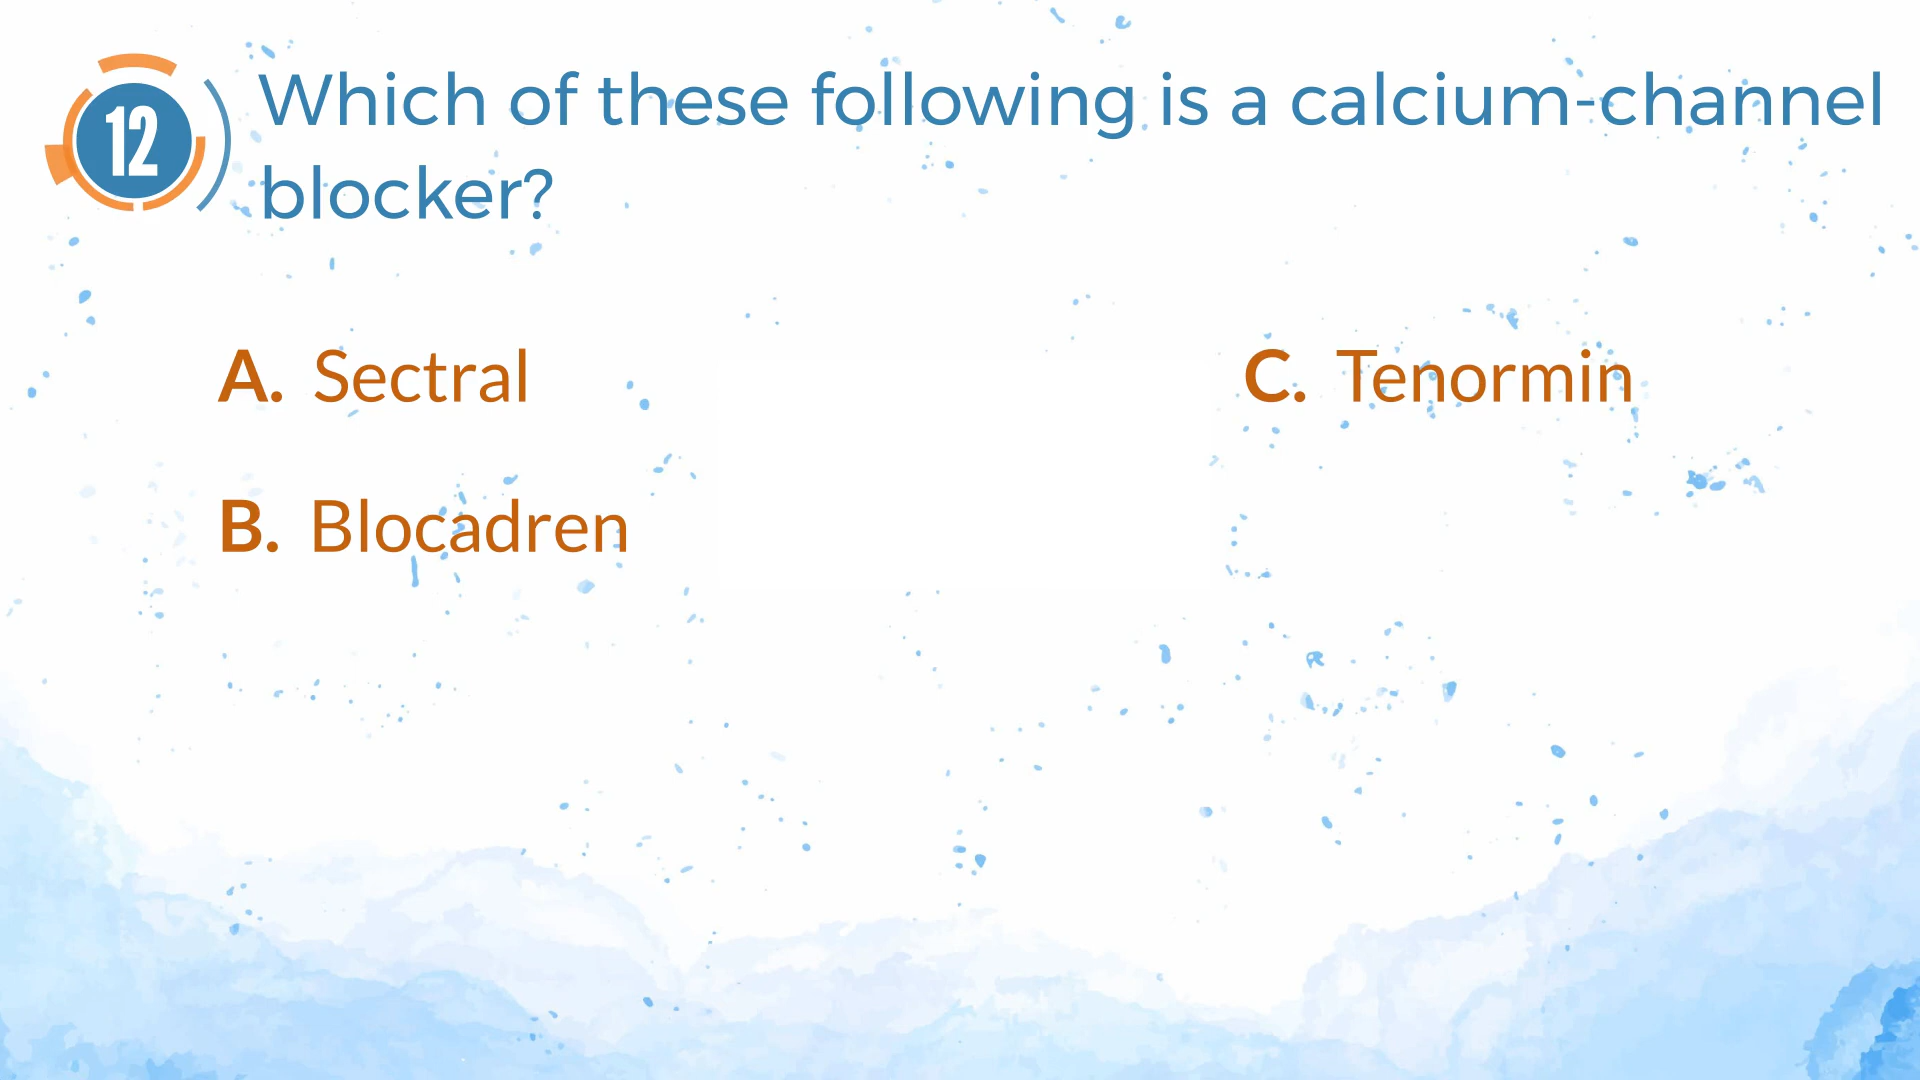 12
Which of these following is a calcium-channel
blocker?
A. Sectral
B. Blocadren
C. Tenormin